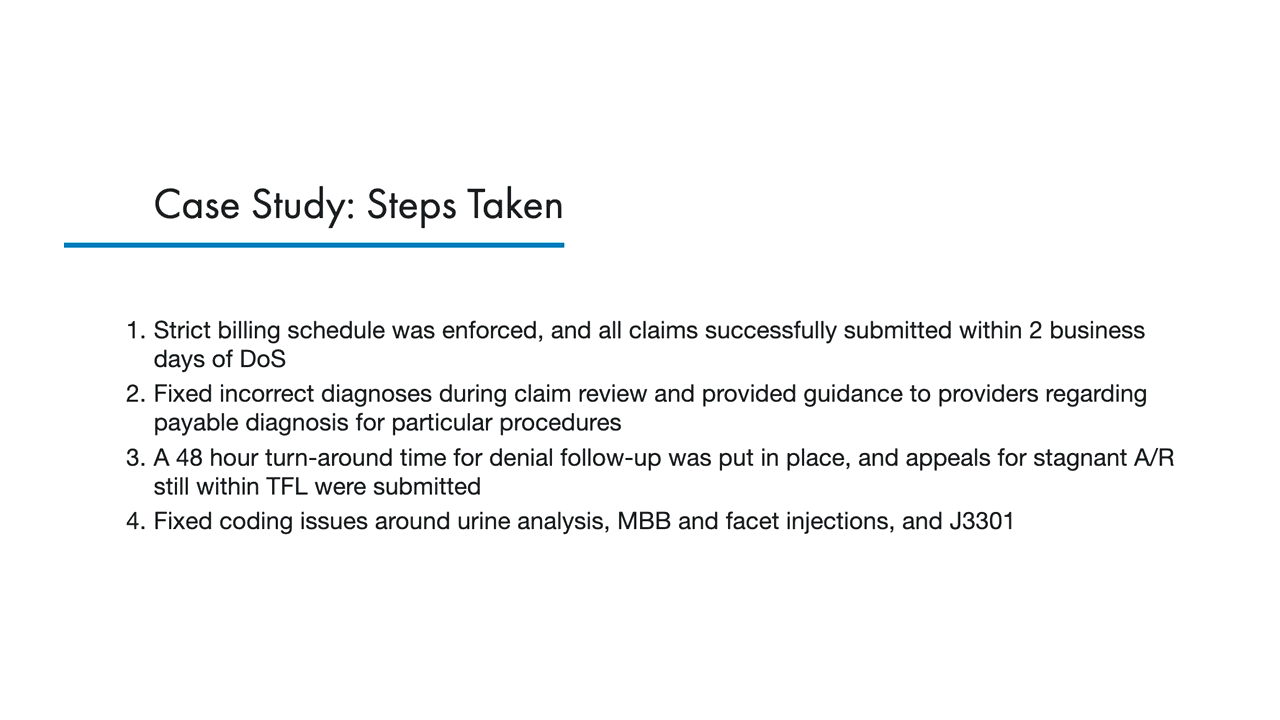 Case Study: Steps Taken
1. Strict billing schedule was enforced, and all claims successfully submitted within 2 business
days of DoS
2. Fixed incorrect diagnoses during claim review and provided guidance to providers regarding
payable diagnosis for particular procedures
3. A 48 hour turn-around time for denial follow-up was put in place, and appeals for stagnant A/R
still within TFL were submitted
4. Fixed coding issues around urine analysis, MBB and facet injections, and J3301